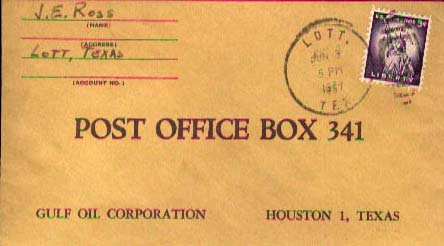 J.E. ROSS
(NAME)
(ADDRESS)
LOTT, TEXAS
(ACCOUNT NO.)
LOTT,
JUN 3
5 PM
1957
TEX.
U.S. POSTAGE 3¢
LIBERTY
POST OFFICE BOX 341
GULF OIL CORPORATION
HOUSTON 1, TEXAS